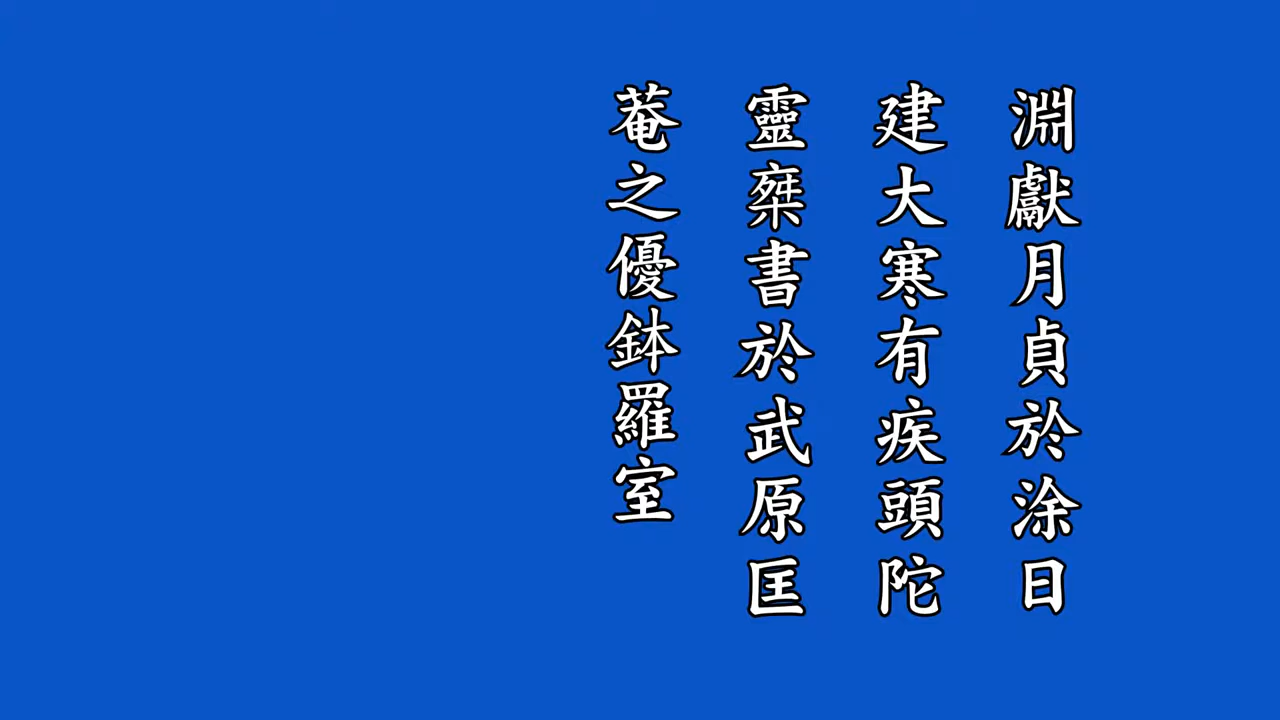 淵獻月貞於涂日
建大寒有疾頭陀
靈椉書於武原匡
菴之優鉢羅室